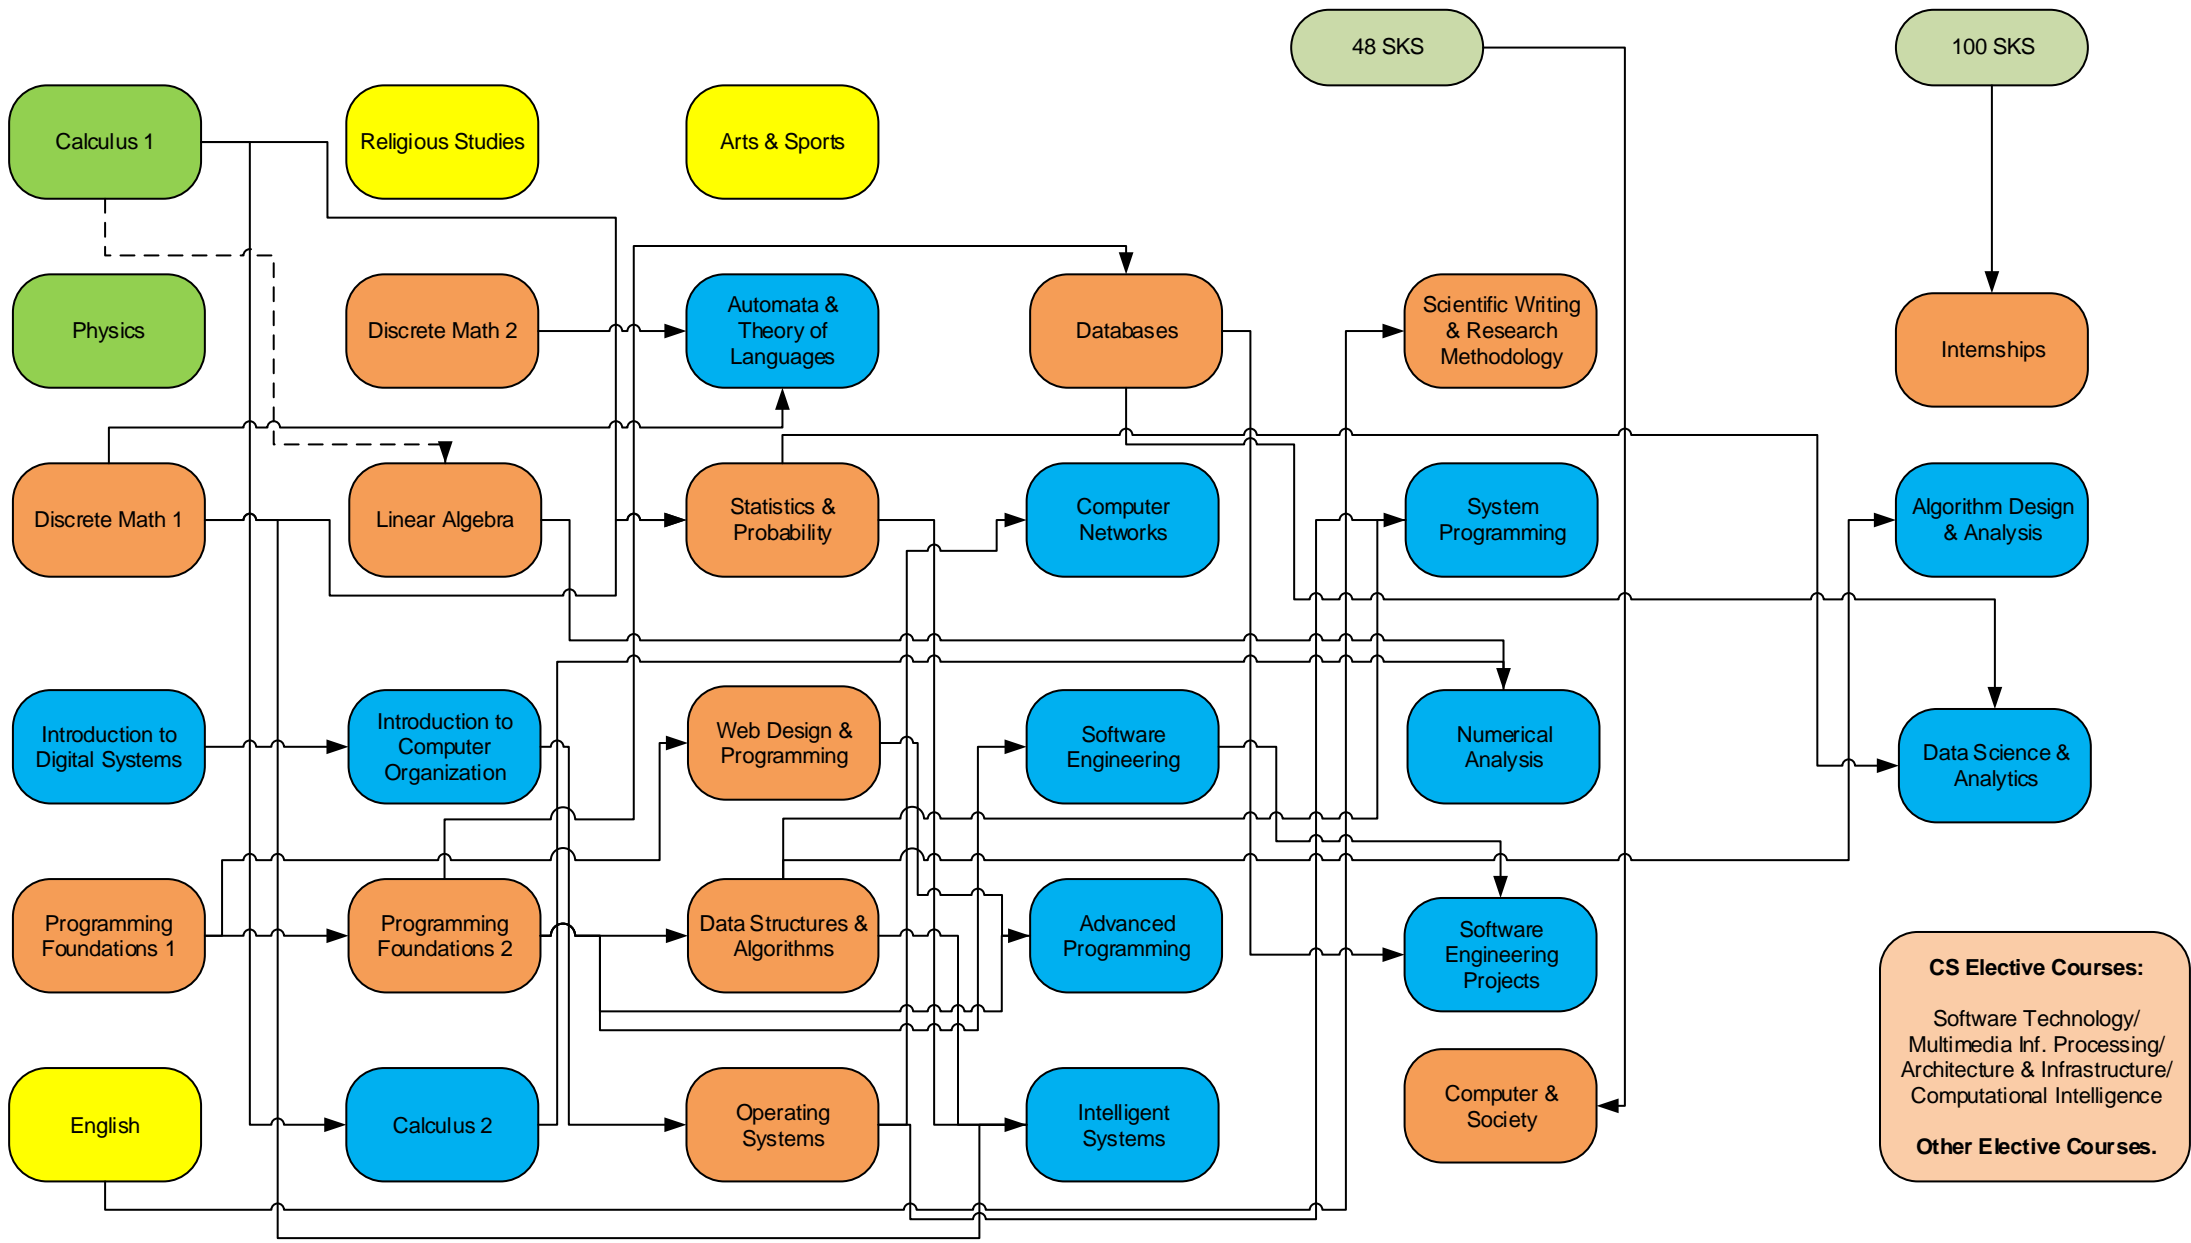 48 SKS
100 SKS
Calculus 1
Religious Studies
Arts & Sports
Physics
Discrete Math 2
Automata &
Theory of
Languages
Databases
Scientific Writing
& Research
Methodology
Internships
Discrete Math 1
Linear Algebra
Statistics &
Probability
Computer
Networks
System
Programming
Algorithm Design
& Analysis
Introduction to
Digital Systems
Introduction to
Computer
Organization
Web Design &
Programming
Software
Engineering
Numerical
Analysis
Data Science &
Analytics
Programming
Foundations 1
Programming
Foundations 2
Data Structures &
Algorithms
Advanced
Programming
Software
Engineering
Projects
English
Calculus 2
Operating
Systems
Intelligent
Systems
Computer &
Society
CS Elective Courses:
Software Technology/
Multimedia Inf. Processing/
Architecture & Infrastructure/
Computational Intelligence
Other Elective Courses.